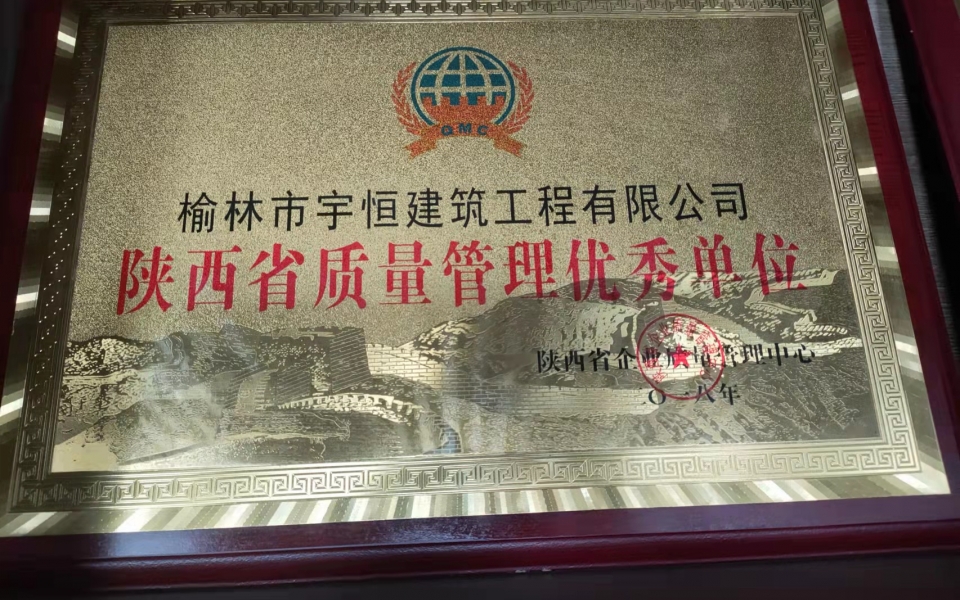 QMC
榆林市宇恒建筑工程有限公司
陕西省质量管理优秀单位
陕西省企业质量管理中心
〇一八年